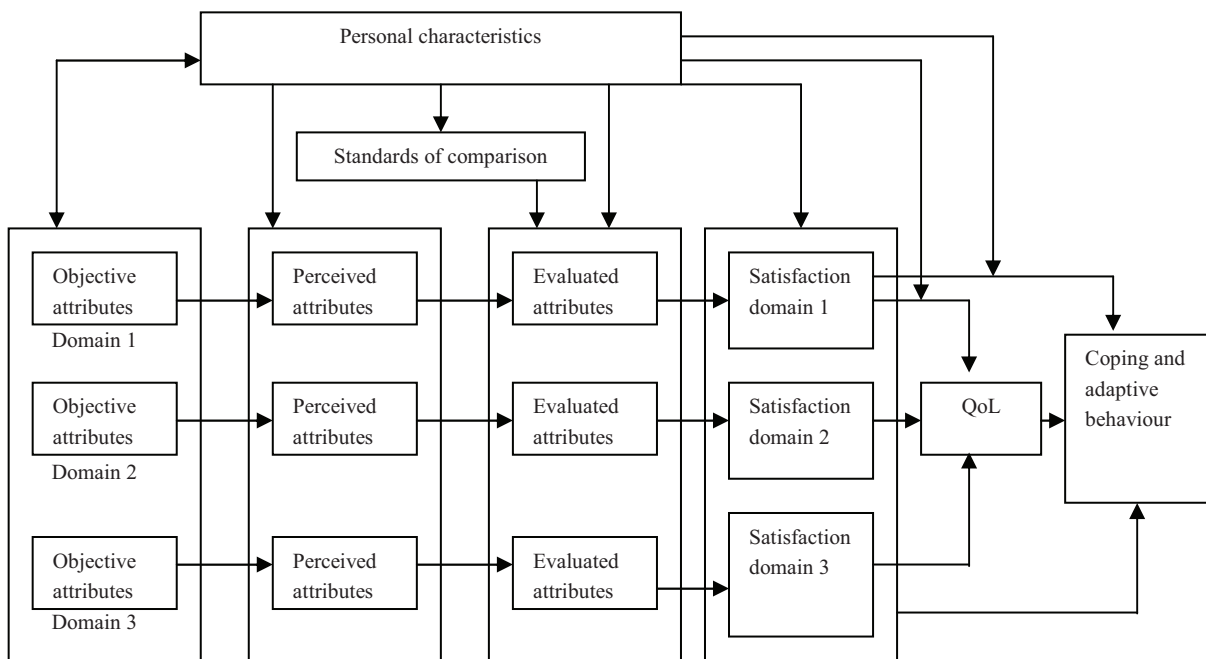 Personal characteristics
Standards of comparison
Objective
attributes
Domain 1
Perceived
attributes
Evaluated
attributes
Satisfaction
domain 1
Objective
attributes
Domain 2
Perceived
attributes
Evaluated
attributes
Satisfaction
domain 2
QoL
Coping and
adaptive
behaviour
Objective
attributes
Domain 3
Perceived
attributes
Evaluated
attributes
Satisfaction
domain 3